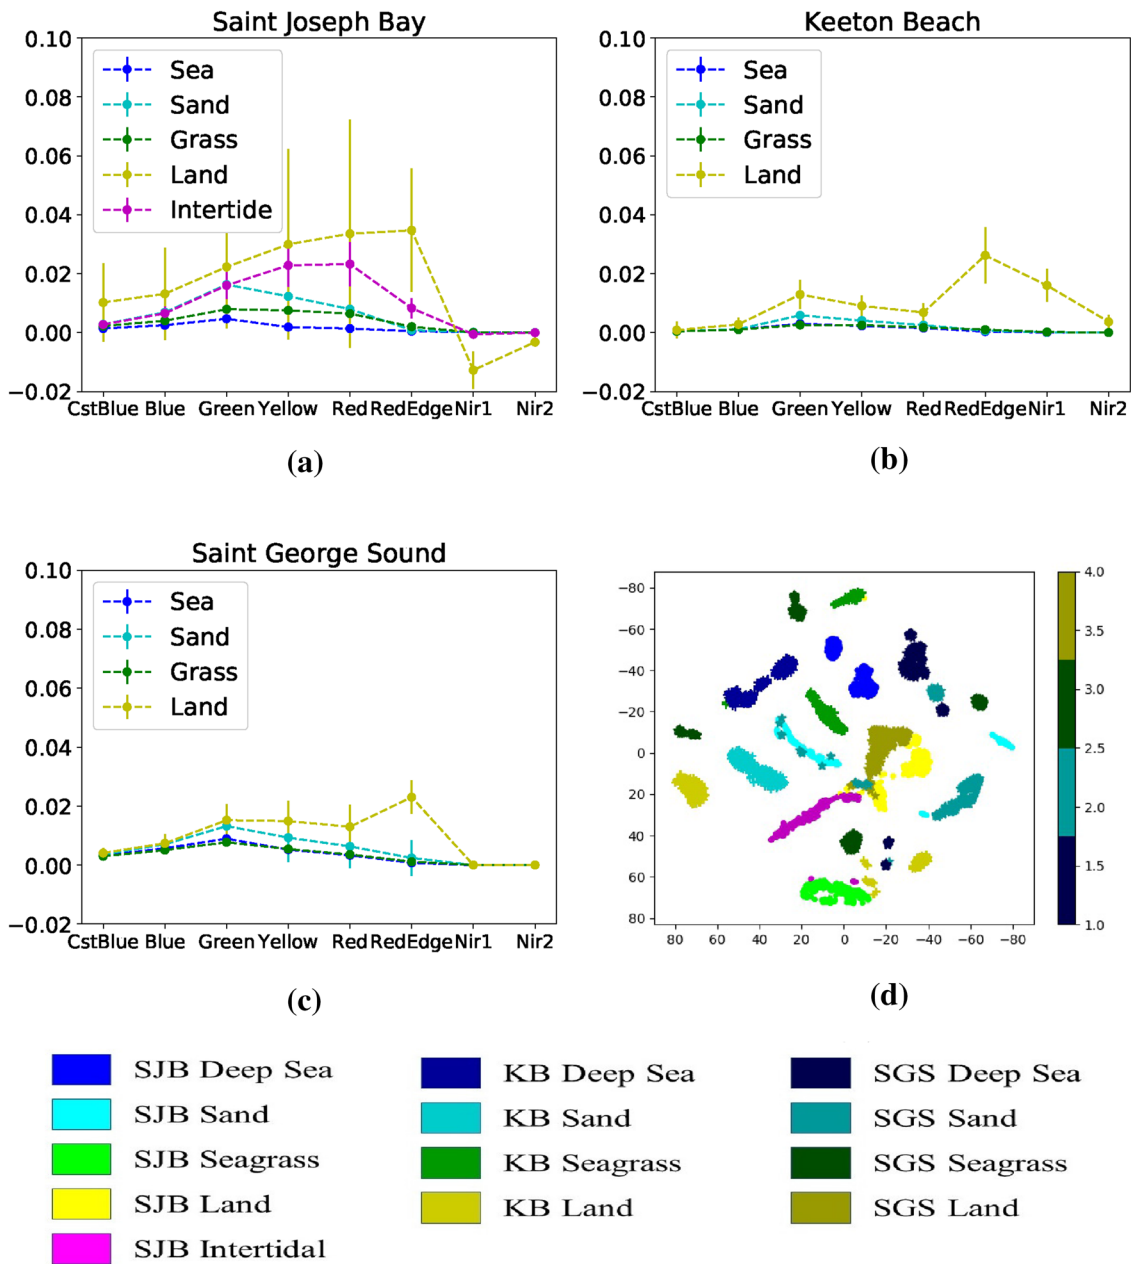 Saint Joseph Bay
0.10
0.08
0.06
0.04
0.02
0.00
−0.02
Sea
Sand
Grass
Land
Intertide
CstBlue Blue Green Yellow Red RedEdge Nir1 Nir2
(a)
Keeton Beach
0.10
0.08
0.06
0.04
0.02
0.00
−0.02
Sea
Sand
Grass
Land
CstBlue Blue Green Yellow Red RedEdge Nir1 Nir2
(b)
Saint George Sound
0.10
0.08
0.06
0.04
0.02
0.00
−0.02
Sea
Sand
Grass
Land
CstBlue Blue Green Yellow Red RedEdge Nir1 Nir2
(c)
−80
−60
−40
−20
0
20
40
60
80
80 60 40 20 0 −20 −40 −60 −80
4.0
3.5
3.0
2.5
2.0
1.5
1.0
(d)
SJB Deep Sea
SJB Sand
SJB Seagrass
SJB Land
SJB Intertidal
KB Deep Sea
KB Sand
KB Seagrass
KB Land
SGS Deep Sea
SGS Sand
SGS Seagrass
SGS Land